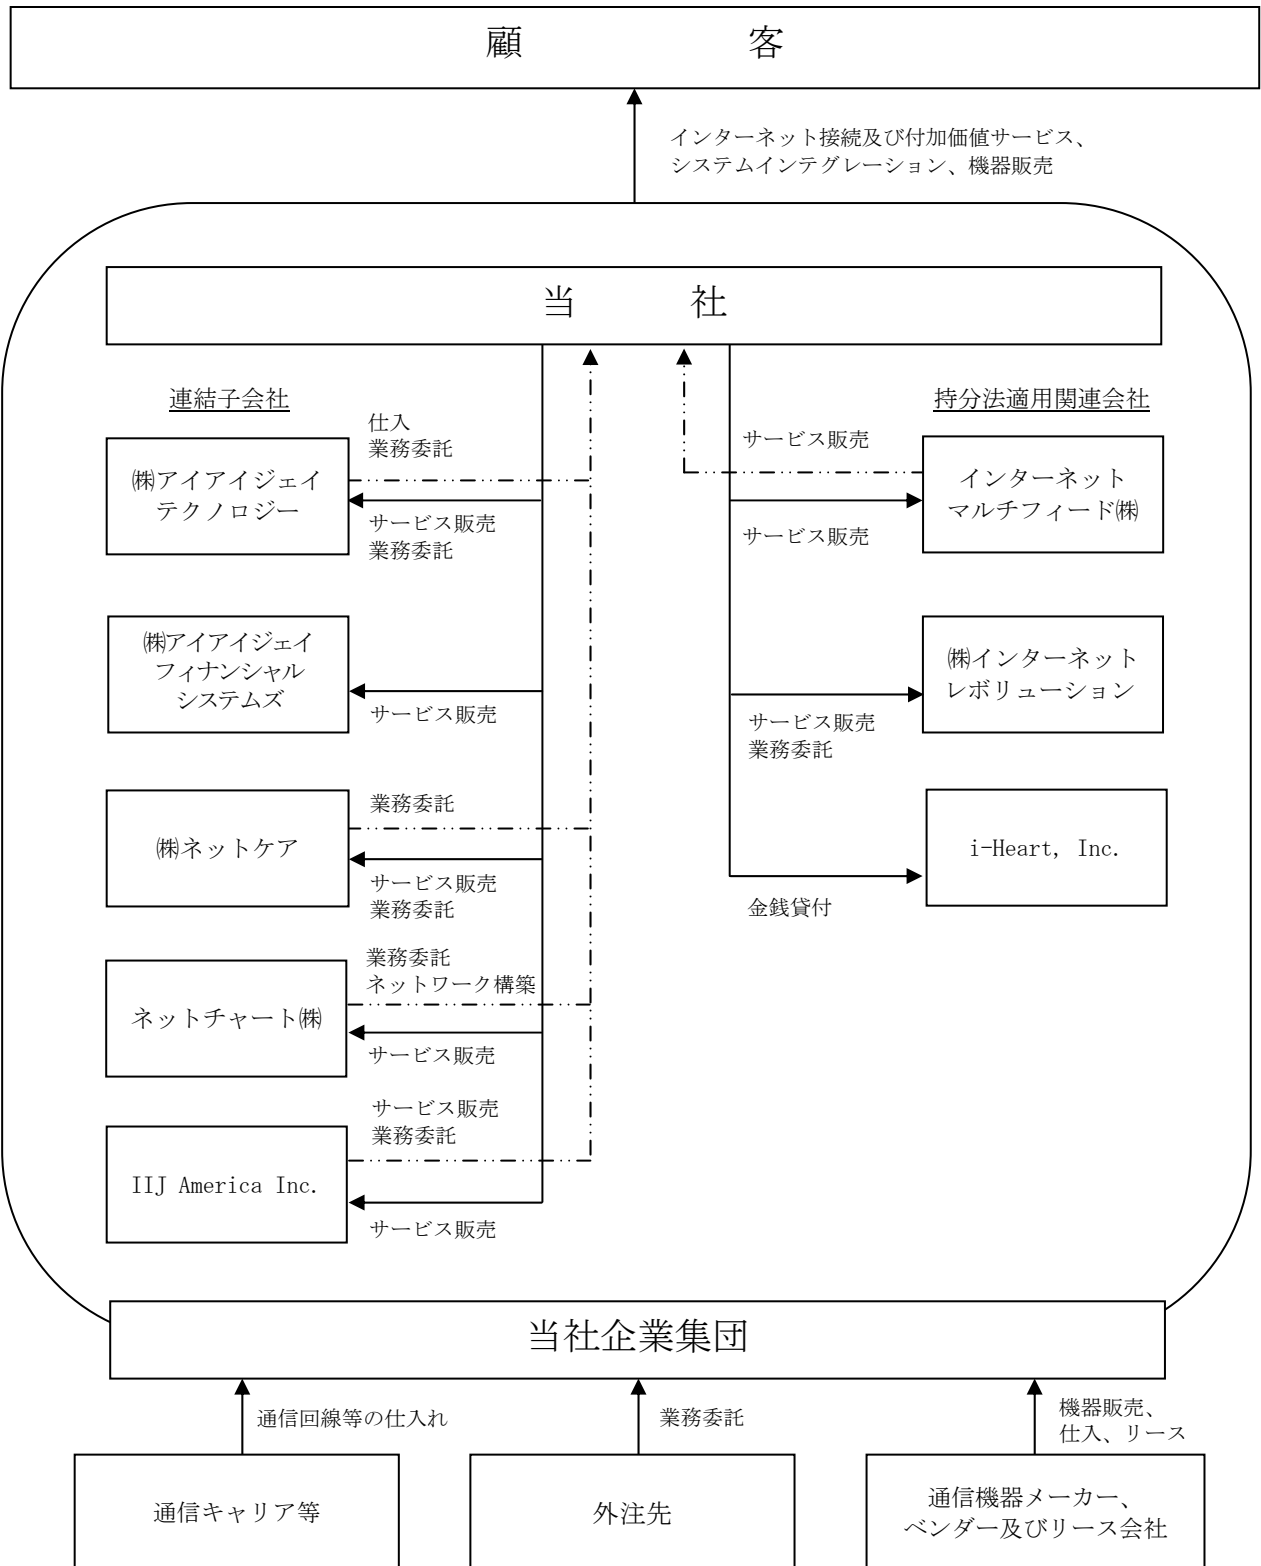 顧客
インターネット接続及び付加価値サービス、
システムインテグレーション、機器販売
当社
連結子会社
持分法適用関連会社
仕入
業務委託
㈱アイアイジェイ
テクノロジー
サービス販売
業務委託
サービス販売
インターネット
マルチフィード㈱
サービス販売
㈱アイアイジェイ
フィナンシャル
システムズ
サービス販売
㈱インターネット
レボリューション
サービス販売
業務委託
業務委託
㈱ネットケア
サービス販売
業務委託
i-Heart, Inc.
金銭貸付
業務委託
ネットワーク構築
ネットチャート㈱
サービス販売
サービス販売
業務委託
IIJ America Inc.
サービス販売
当社企業集団
通信回線等の仕入れ
業務委託
機器販売、
仕入、リース
通信キャリア等
外注先
通信機器メーカー、
ベンダー及びリース会社